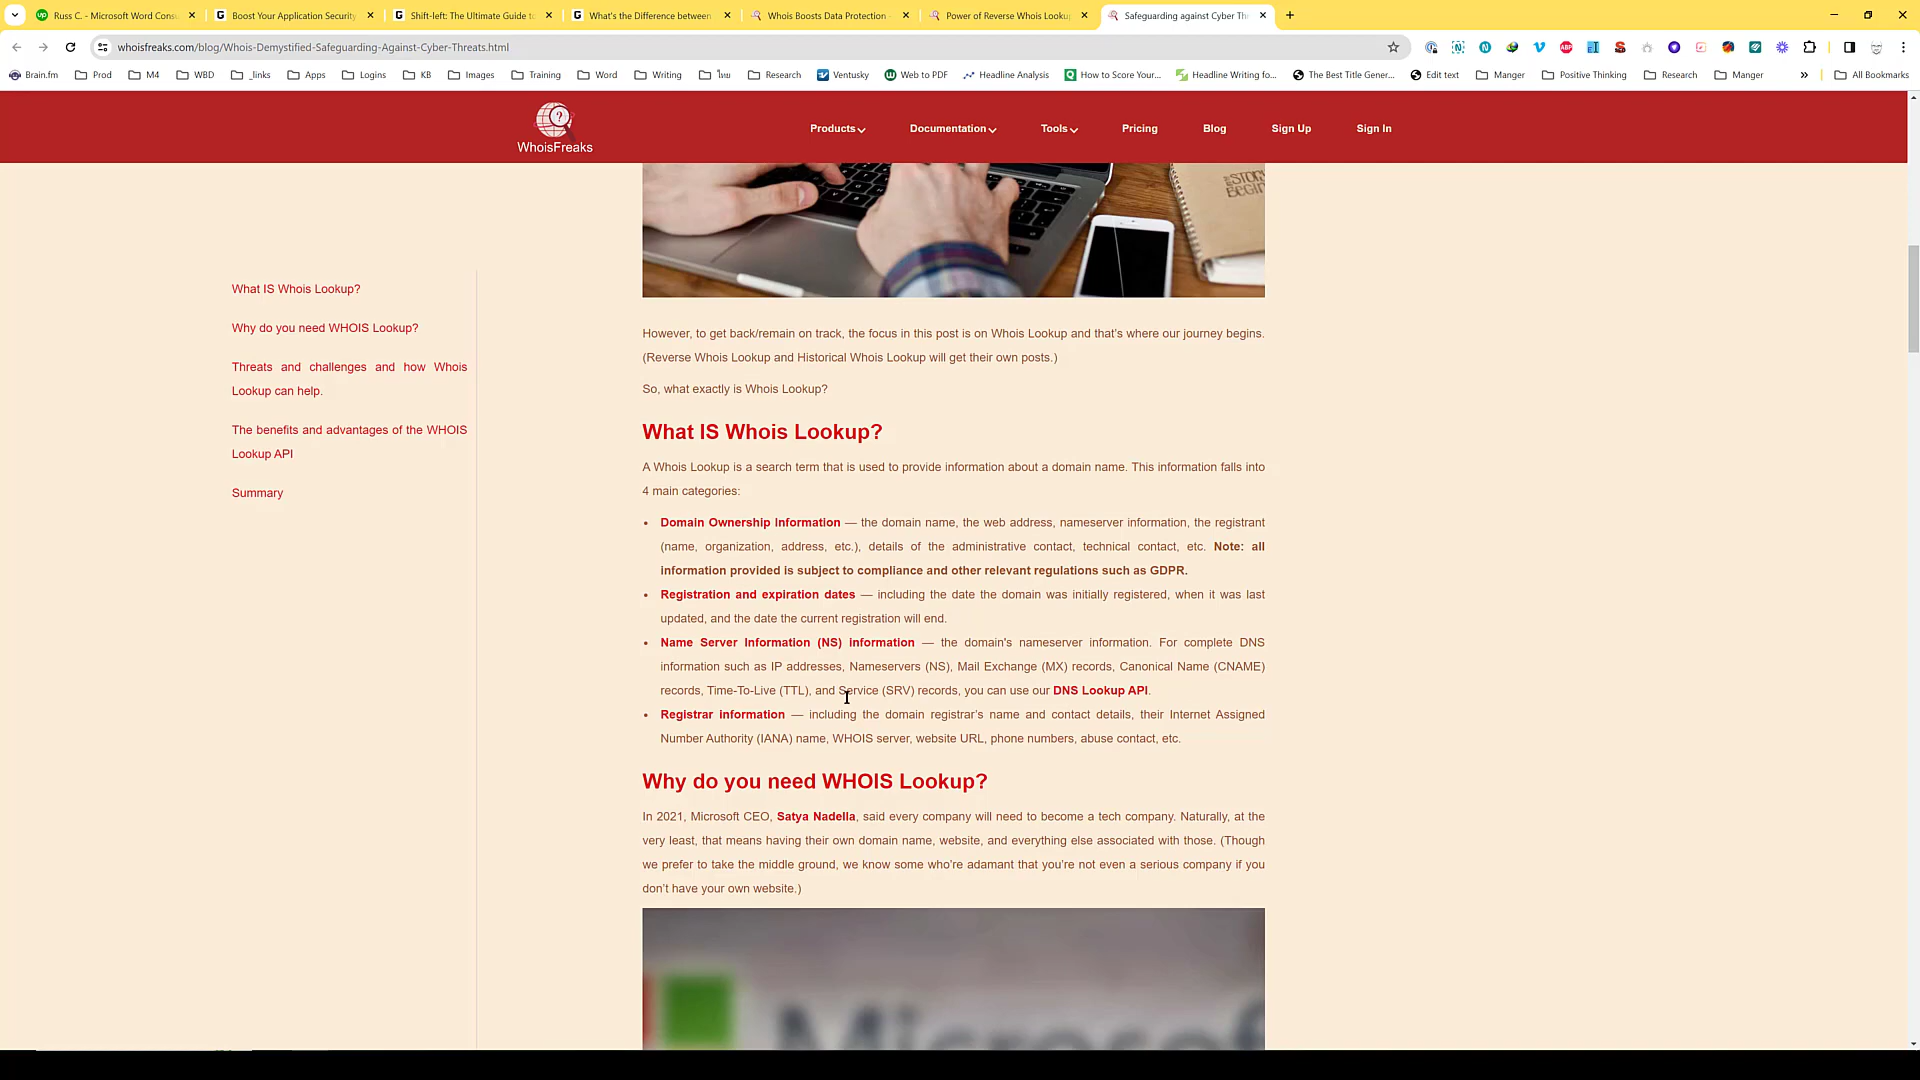 Russ C. - Microsoft Word Cons
Boost Your Application Security
Shift-left: The Ultimate Guide to
What's the Difference between
Whois Boosts Data Protection -
Power of Reverse Whois Lookup
Safeguarding against Cyber Thr
whoisfreaks.com/blog/Whois-Demystified-Safeguarding-Against-Cyber-Threats.html
Brain.fm
Prod
M4
WBD
_links
Apps
Logins
KB
Images
Training
Word
Writing
ไทย
Research
Ventusky
Web to PDF
Headline Analysis
How to Score Your...
Headline Writing fo...
The Best Title Gener...
Edit text
Manger
Positive Thinking
Research
Manger
All Bookmarks
WhoisFreaks
Products
Documentation
Tools
Pricing
Blog
Sign Up
Sign In
What IS Whois Lookup?
Why do you need WHOIS Lookup?
Threats and challenges and how Whois
Lookup can help.
The benefits and advantages of the WHOIS
Lookup API
Summary
STORY
BEGINS
However, to get back/remain on track, the focus in this post is on Whois Lookup and that's where our journey begins.
(Reverse Whois Lookup and Historical Whois Lookup will get their own posts.)
So, what exactly is Whois Lookup?
What IS Whois Lookup?
A Whois Lookup is a search term that is used to provide information about a domain name. This information falls into
4 main categories:
• Domain Ownership Information — the domain name, the web address, nameserver information, the registrant
(name, organization, address, etc.), details of the administrative contact, technical contact, etc. Note: all
information provided is subject to compliance and other relevant regulations such as GDPR.
• Registration and expiration dates — including the date the domain was initially registered, when it was last
updated, and the date the current registration will end.
• Name Server Information (NS) information — the domain's nameserver information. For complete DNS
information such as IP addresses, Nameservers (NS), Mail Exchange (MX) records, Canonical Name (CNAME)
records, Time-To-Live (TTL), and Service (SRV) records, you can use our DNS Lookup API.
• Registrar information — including the domain registrar's name and contact details, their Internet Assigned
Number Authority (IANA) name, WHOIS server, website URL, phone numbers, abuse contact, etc.
Why do you need WHOIS Lookup?
In 2021, Microsoft CEO, Satya Nadella, said every company will need to become a tech company. Naturally, at the
very least, that means having their own domain name, website, and everything else associated with those. (Though
we prefer to take the middle ground, we know some who're adamant that you're not even a serious company if you
don't have your own website.)
Microsof